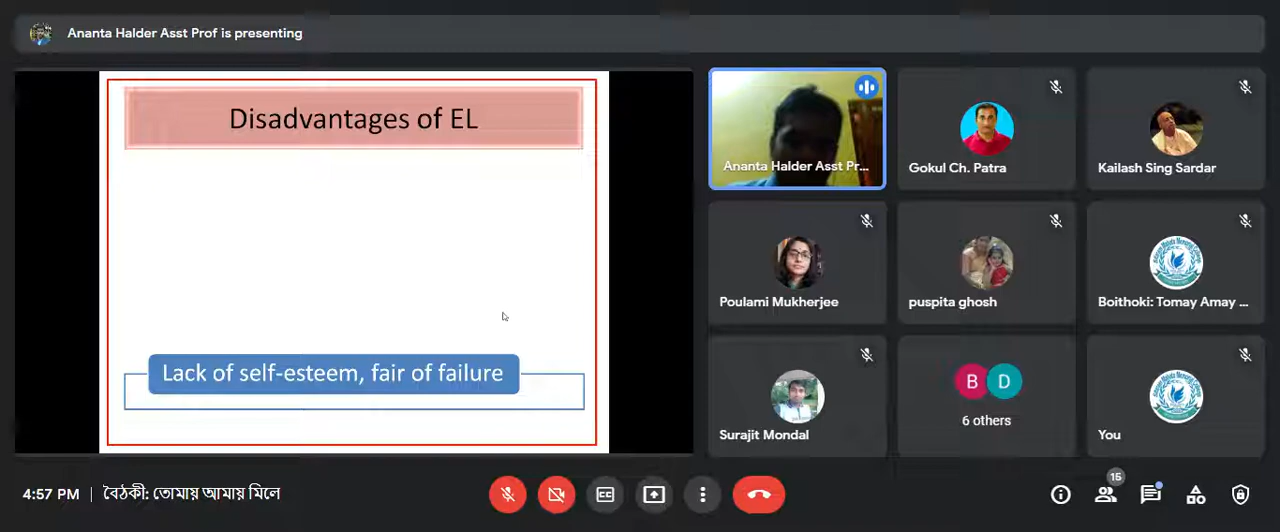 Ananta Halder Asst Prof is presenting
Disadvantages of EL
Lack of self-esteem, fair of failure
Ananta Halder Asst Pr...
Gokul Ch. Patra
Kailash Sing Sardar
Poulami Mukherjee
puspita ghosh
Boithoki: Tomay Amay ...
Surajit Mondal
B D
6 others
You
4:57 PM | বৈঠকী: তোমায় আমায় মিলে
CC
15